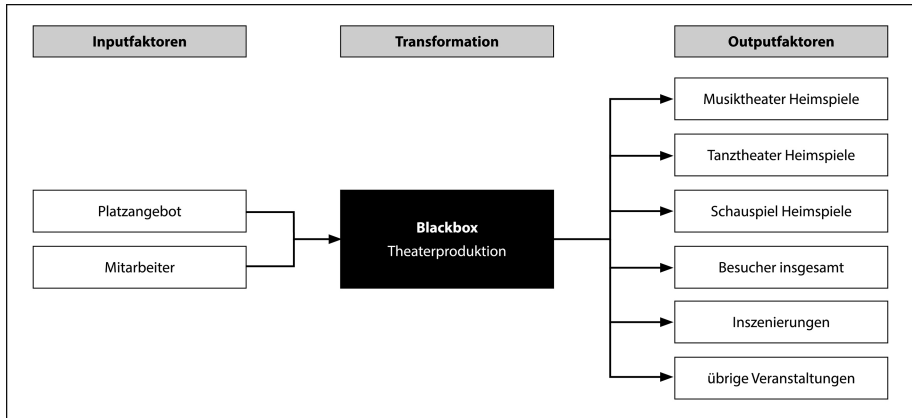 Inputfaktoren
Transformation
Outputfaktoren
Platzangebot
Mitarbeiter
Blackbox
Theaterproduktion
Musiktheater Heimspiele
Tanztheater Heimspiele
Schauspiel Heimspiele
Besucher insgesamt
Inszenierungen
übrige Veranstaltungen